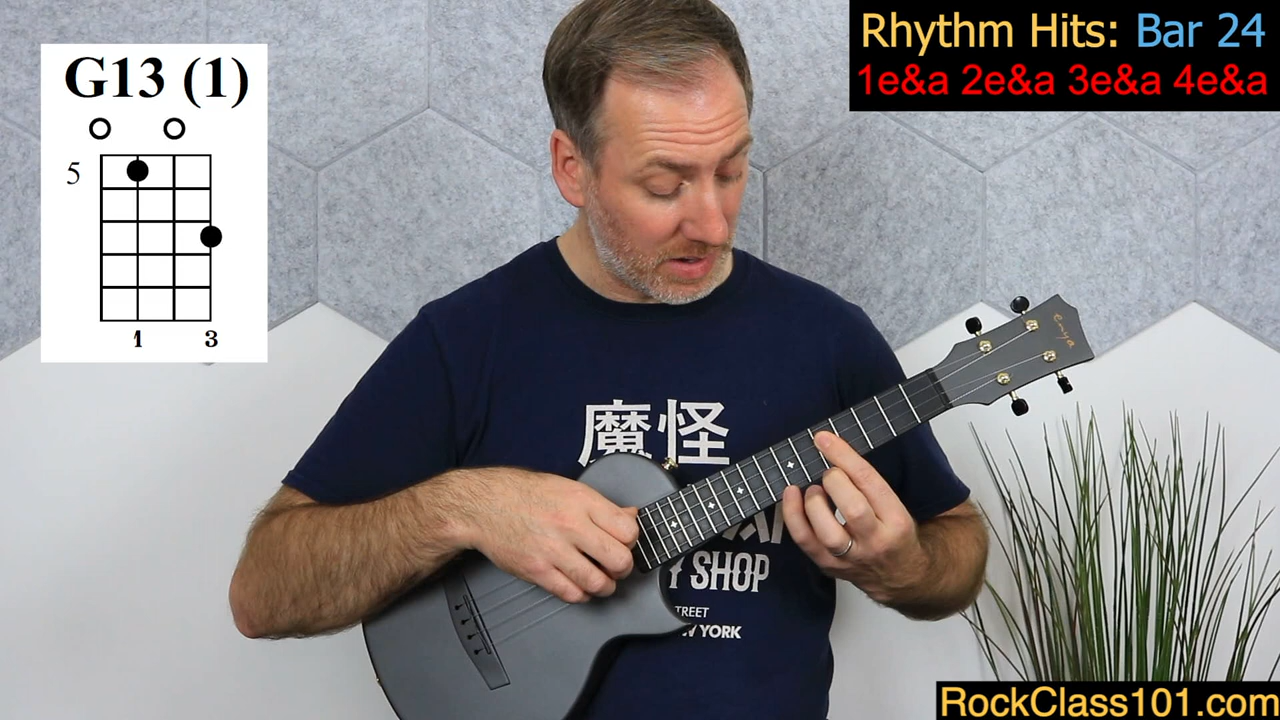 G13 (1)
5
1 3
Rhythm Hits: Bar 24
1e&a 2e&a 3e&a 4e&a
enya
魔怪
Y SHOP
TREET
W YORK
RockClass101.com